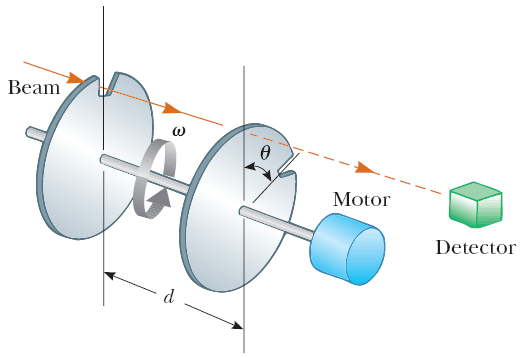 Beam
ω
θ
Motor
Detector
d